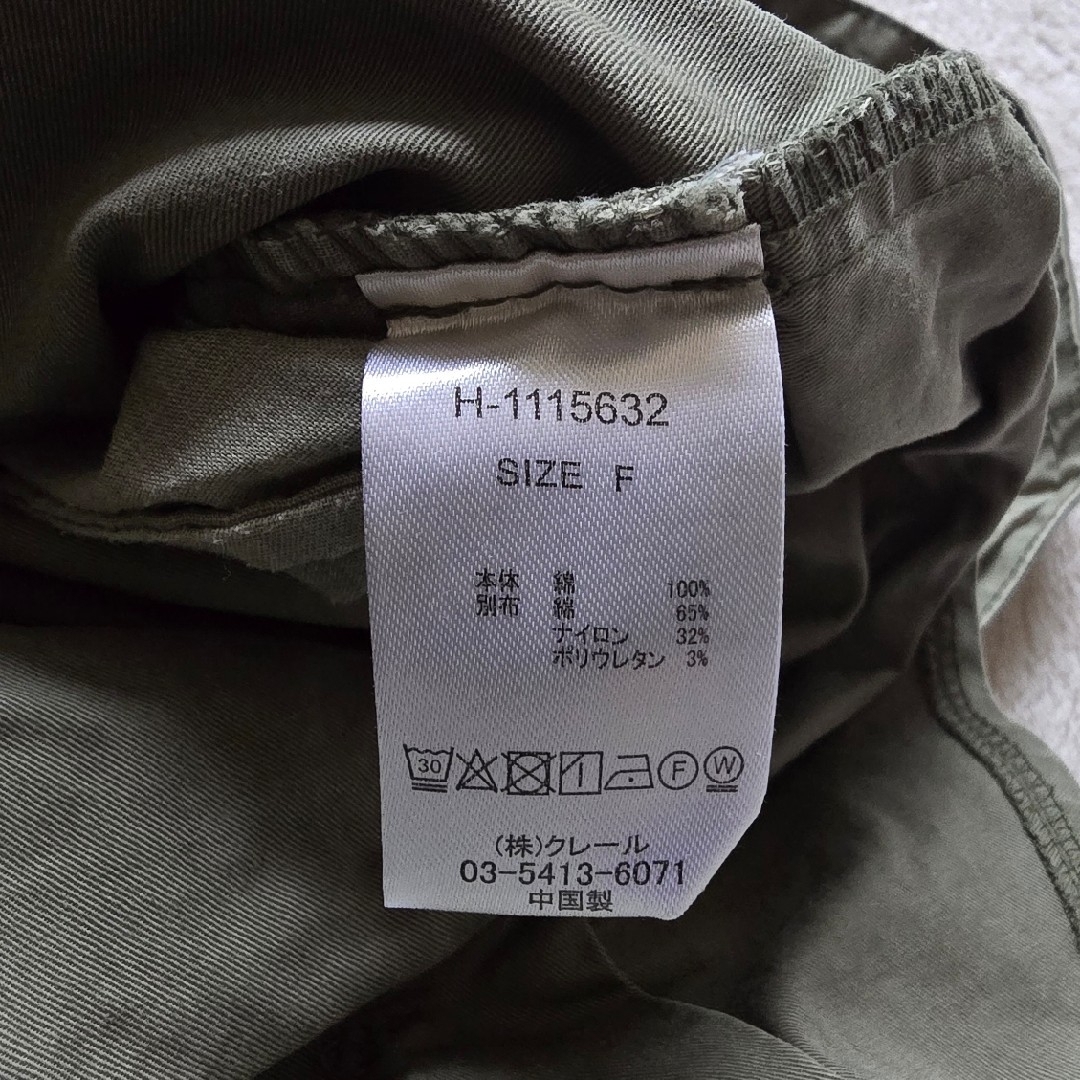 H-1115632
SIZE F
本体 綿 100%
別布 綿 65%
ナイロン 32%
ポリウレタン 3%
30 F W
(株)クレール
03-5413-6071
中国製